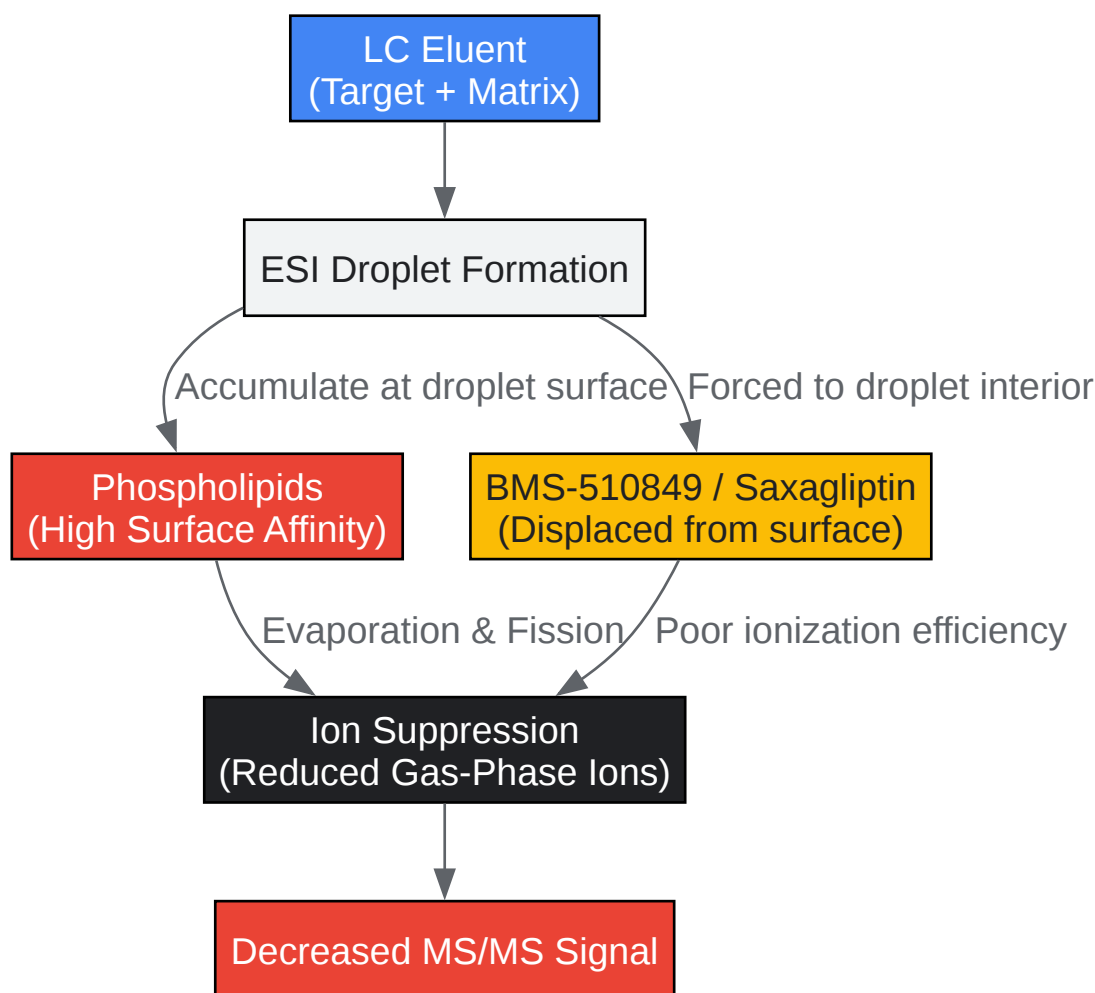 LC Eluent
(Target + Matrix)
ESI Droplet Formation
Accumulate at droplet surface
Forced to droplet interior
Phospholipids
(High Surface Affinity)
BMS-510849 / Saxagliptin
(Displaced from surface)
Evaporation & Fission
Poor ionization efficiency
Ion Suppression
(Reduced Gas-Phase Ions)
Decreased MS/MS Signal